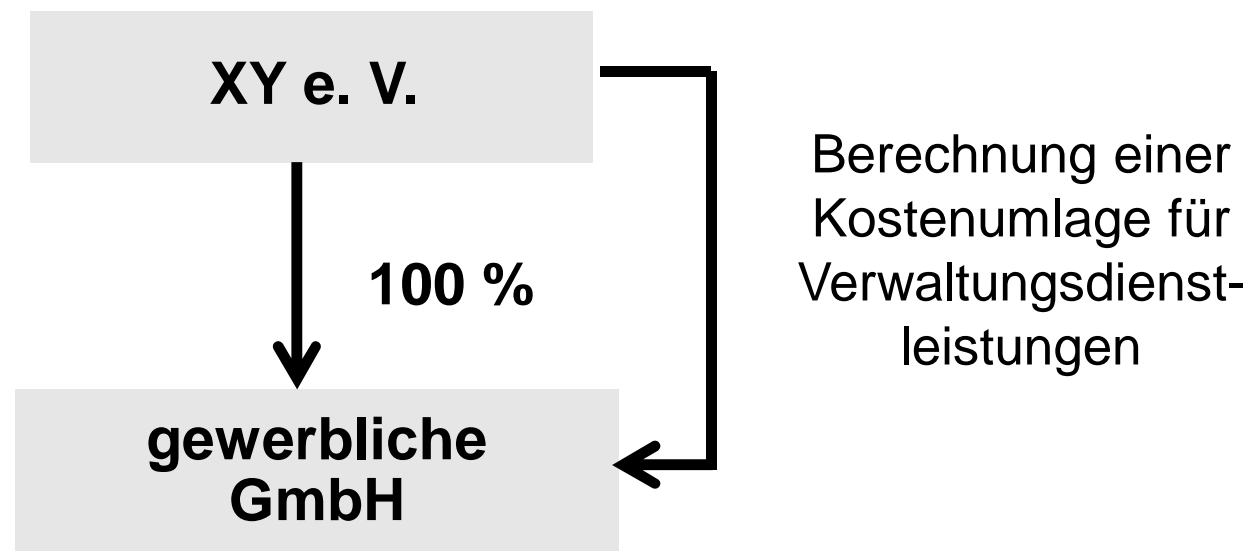 XY e. V.
100 %
gewerbliche
GmbH
Berechnung einer
Kostenumlage für
Verwaltungsdienst-
leistungen